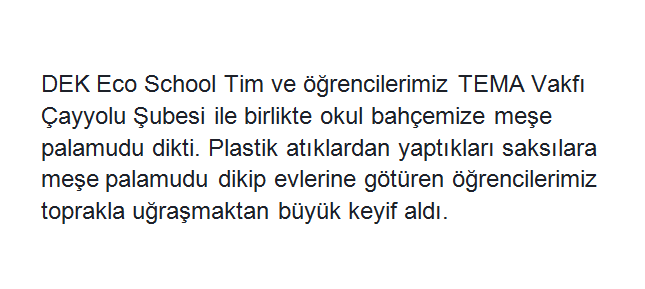 DEK Eco School Tim ve öğrencilerimiz TEMA Vakfı
Çayyolu Şubesi ile birlikte okul bahçemize meşe
palamudu dikti. Plastik atıklardan yaptıkları saksılara
meşe palamudu dikip evlerine götüren öğrencilerimiz
toprakla uğraşmaktan büyük keyif aldı.